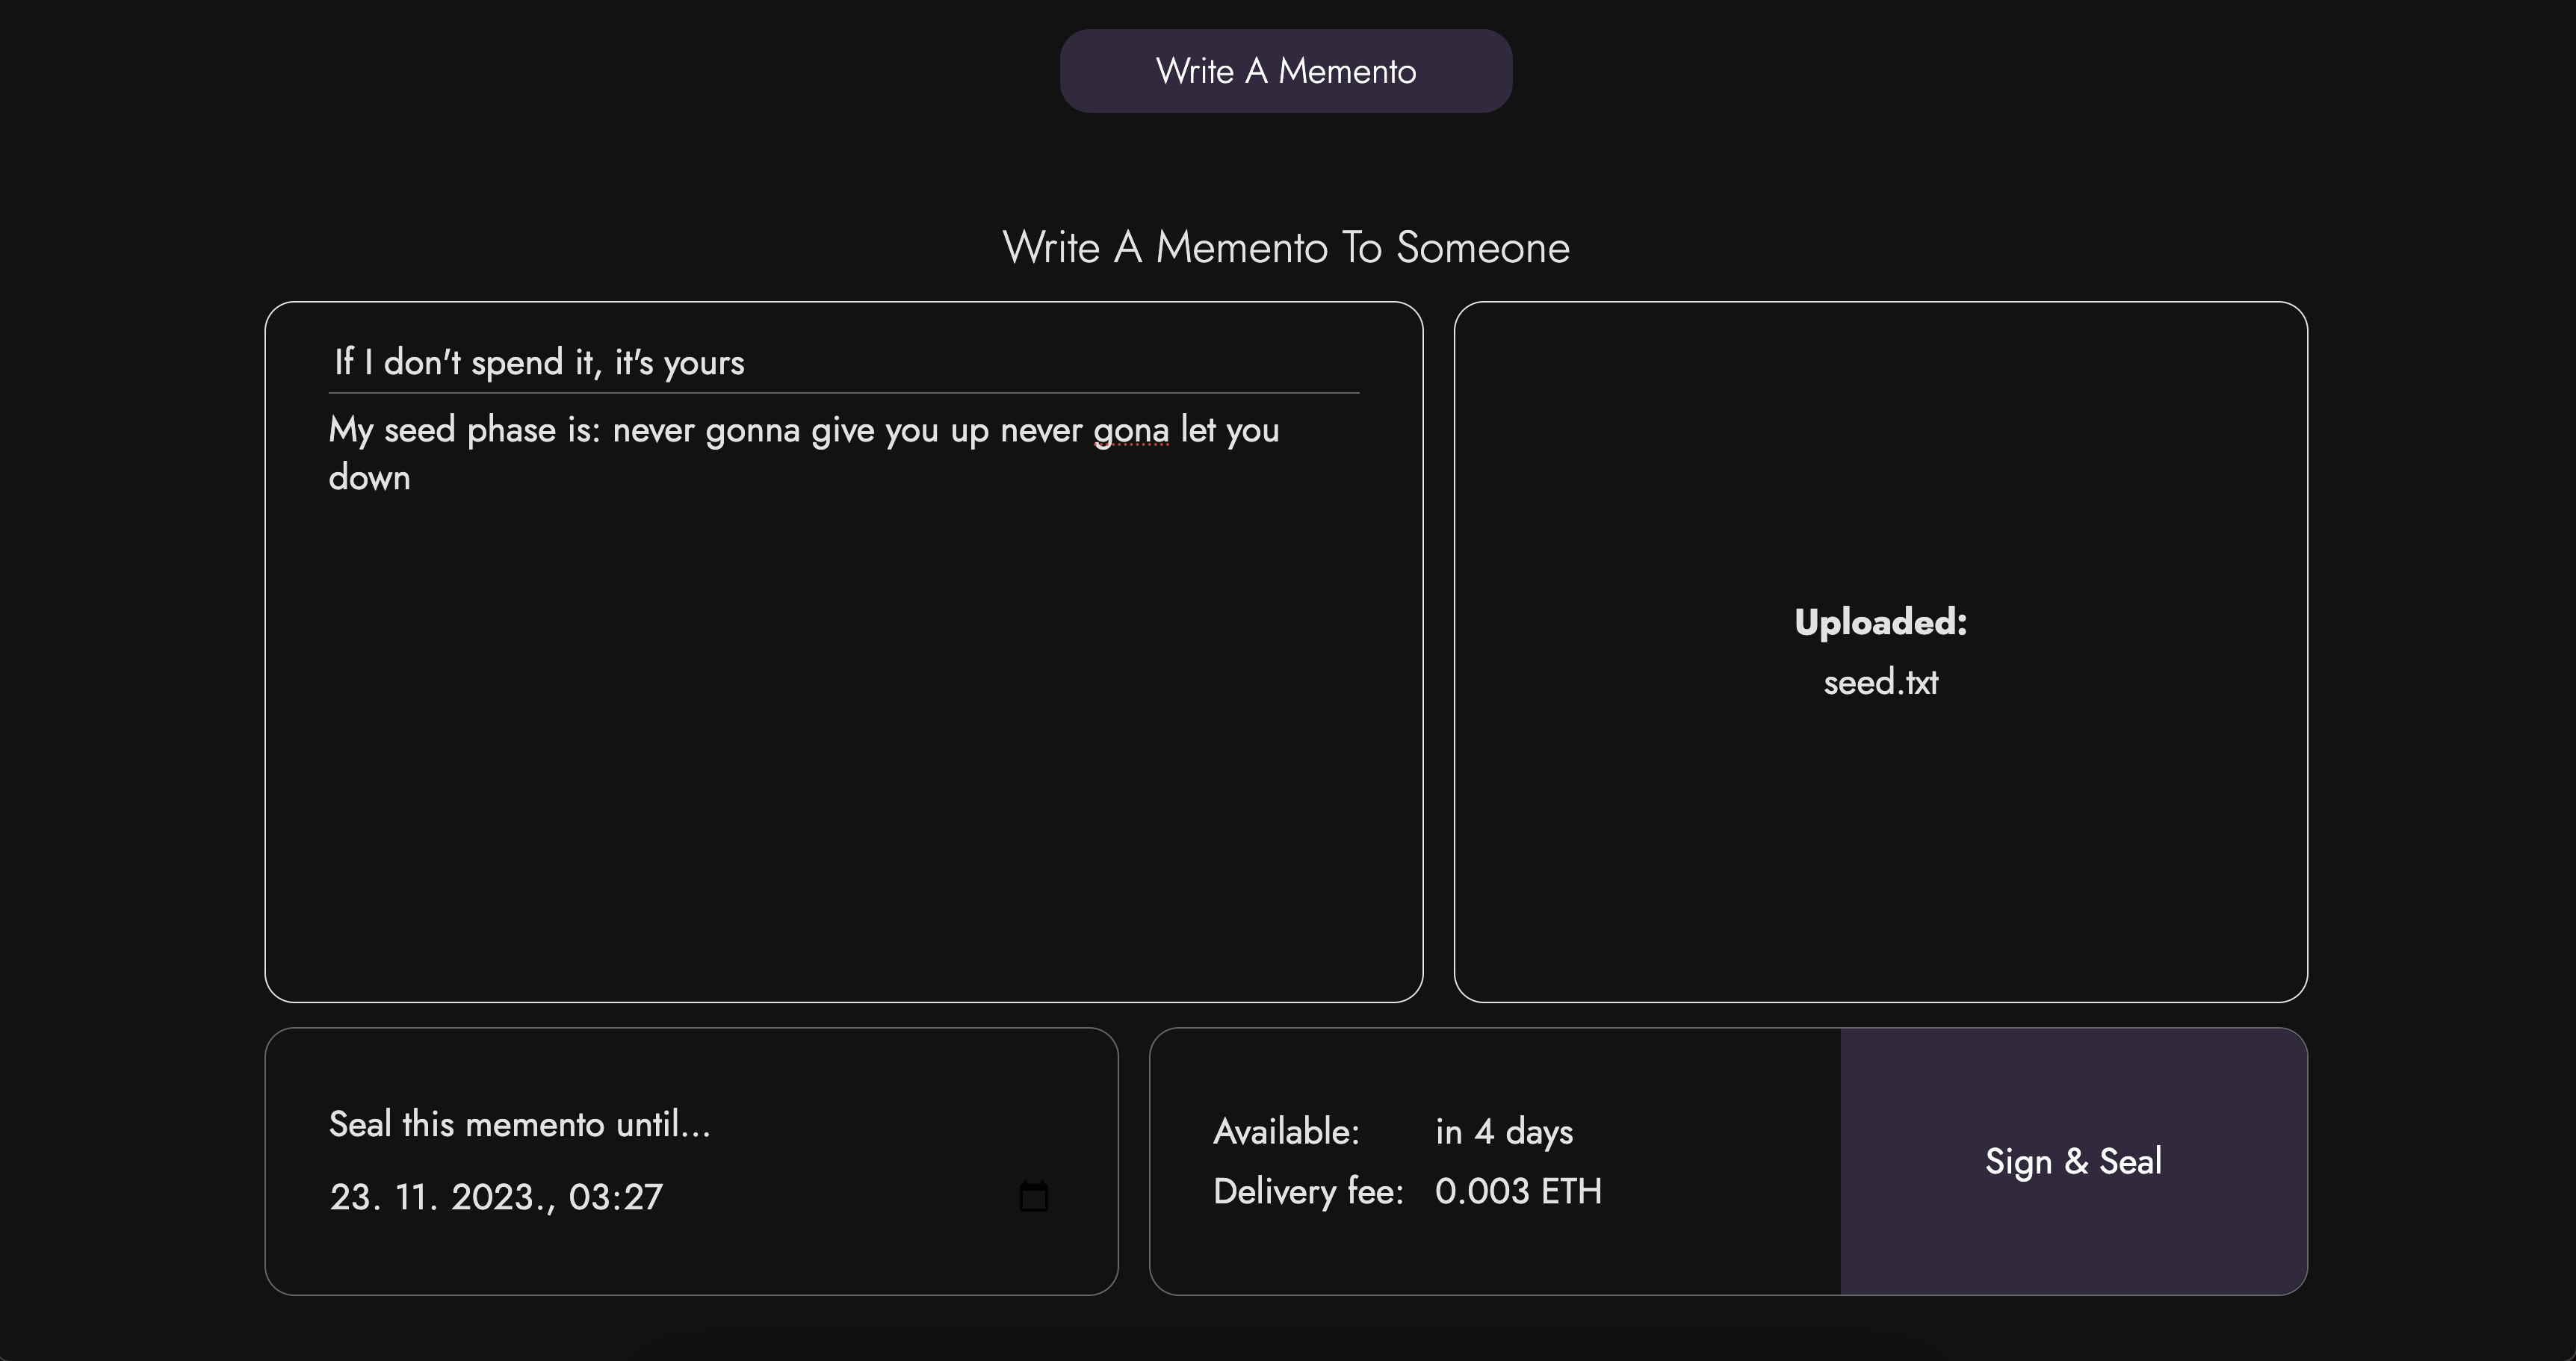 Write A Memento
Write A Memento To Someone
If I don't spend it, it's yours
My seed phase is: never gonna give you up never gona let you
down
Uploaded:
seed.txt
Seal this memento until...
23. 11. 2023., 03:27
Available: in 4 days
Delivery fee: 0.003 ETH
Sign & Seal